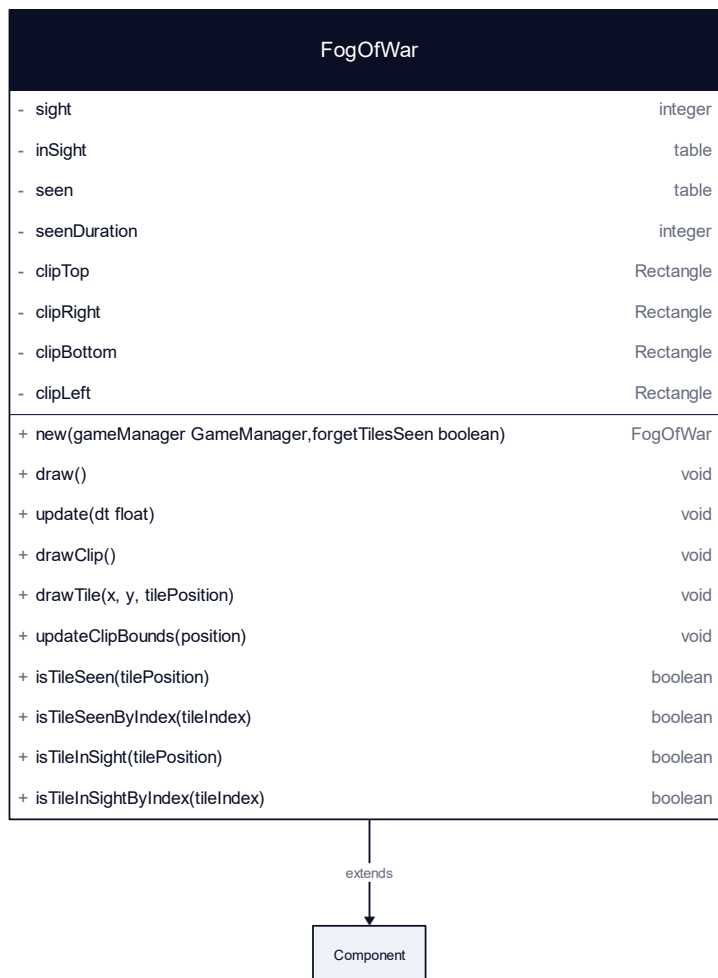 FogOfWar
- sight integer
- inSight table
- seen table
- seenDuration integer
- clipTop Rectangle
- clipRight Rectangle
- clipBottom Rectangle
- clipLeft Rectangle
+ new(gameManager GameManager,forgetTilesSeen boolean) FogOfWar
+ draw() void
+ update(dt float) void
+ drawClip() void
+ drawTile(x, y, tilePosition) void
+ updateClipBounds(position) void
+ isTileSeen(tilePosition) boolean
+ isTileSeenByIndex(tileIndex) boolean
+ isTileInSight(tilePosition) boolean
+ isTileInSightByIndex(tileIndex) boolean
extends
Component